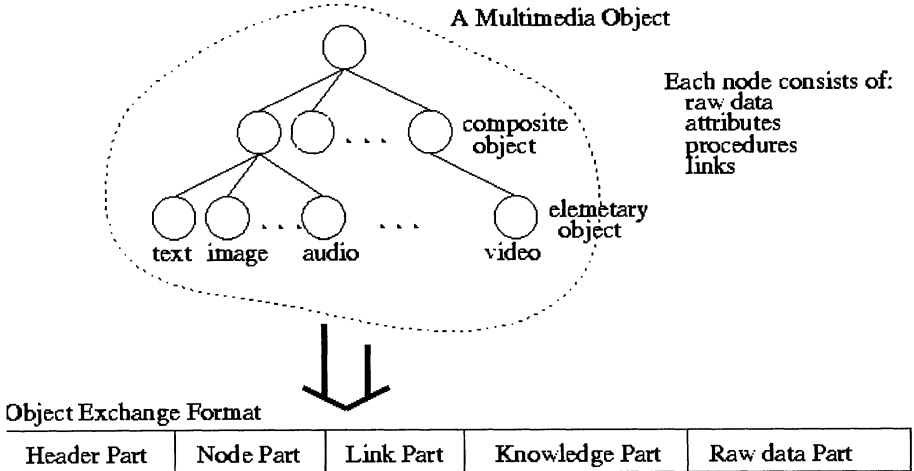 A Multimedia Object
Each node consists of:
raw data
attributes
procedures
links
composite
object
. . .
elemetary
object
. . .
. . .
text image audio video
Object Exchange Format
Header Part Node Part Link Part Knowledge Part Raw data Part